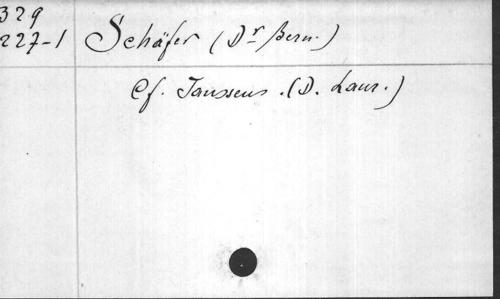 329
227-1 Schäfer (Dr Bern.)
Cf. Janssens. (D. Laur.)